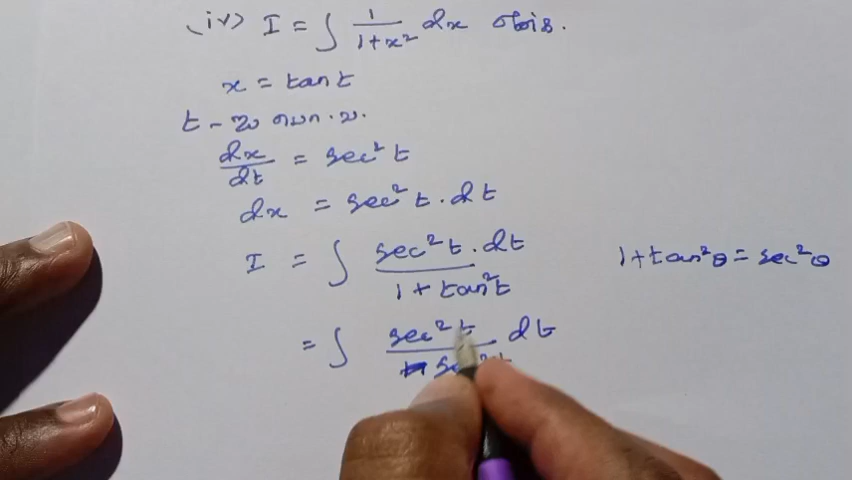 (iv) I = ∫ 1/(1+x²) dx என்க.
x = tan t
t -
dx/dt = sec² t
dx = sec² t . dt
I = ∫ sec² t . dt / (1 + tan² t)
1 + tan² θ = sec² θ
= ∫ sec² t / sec² t dt